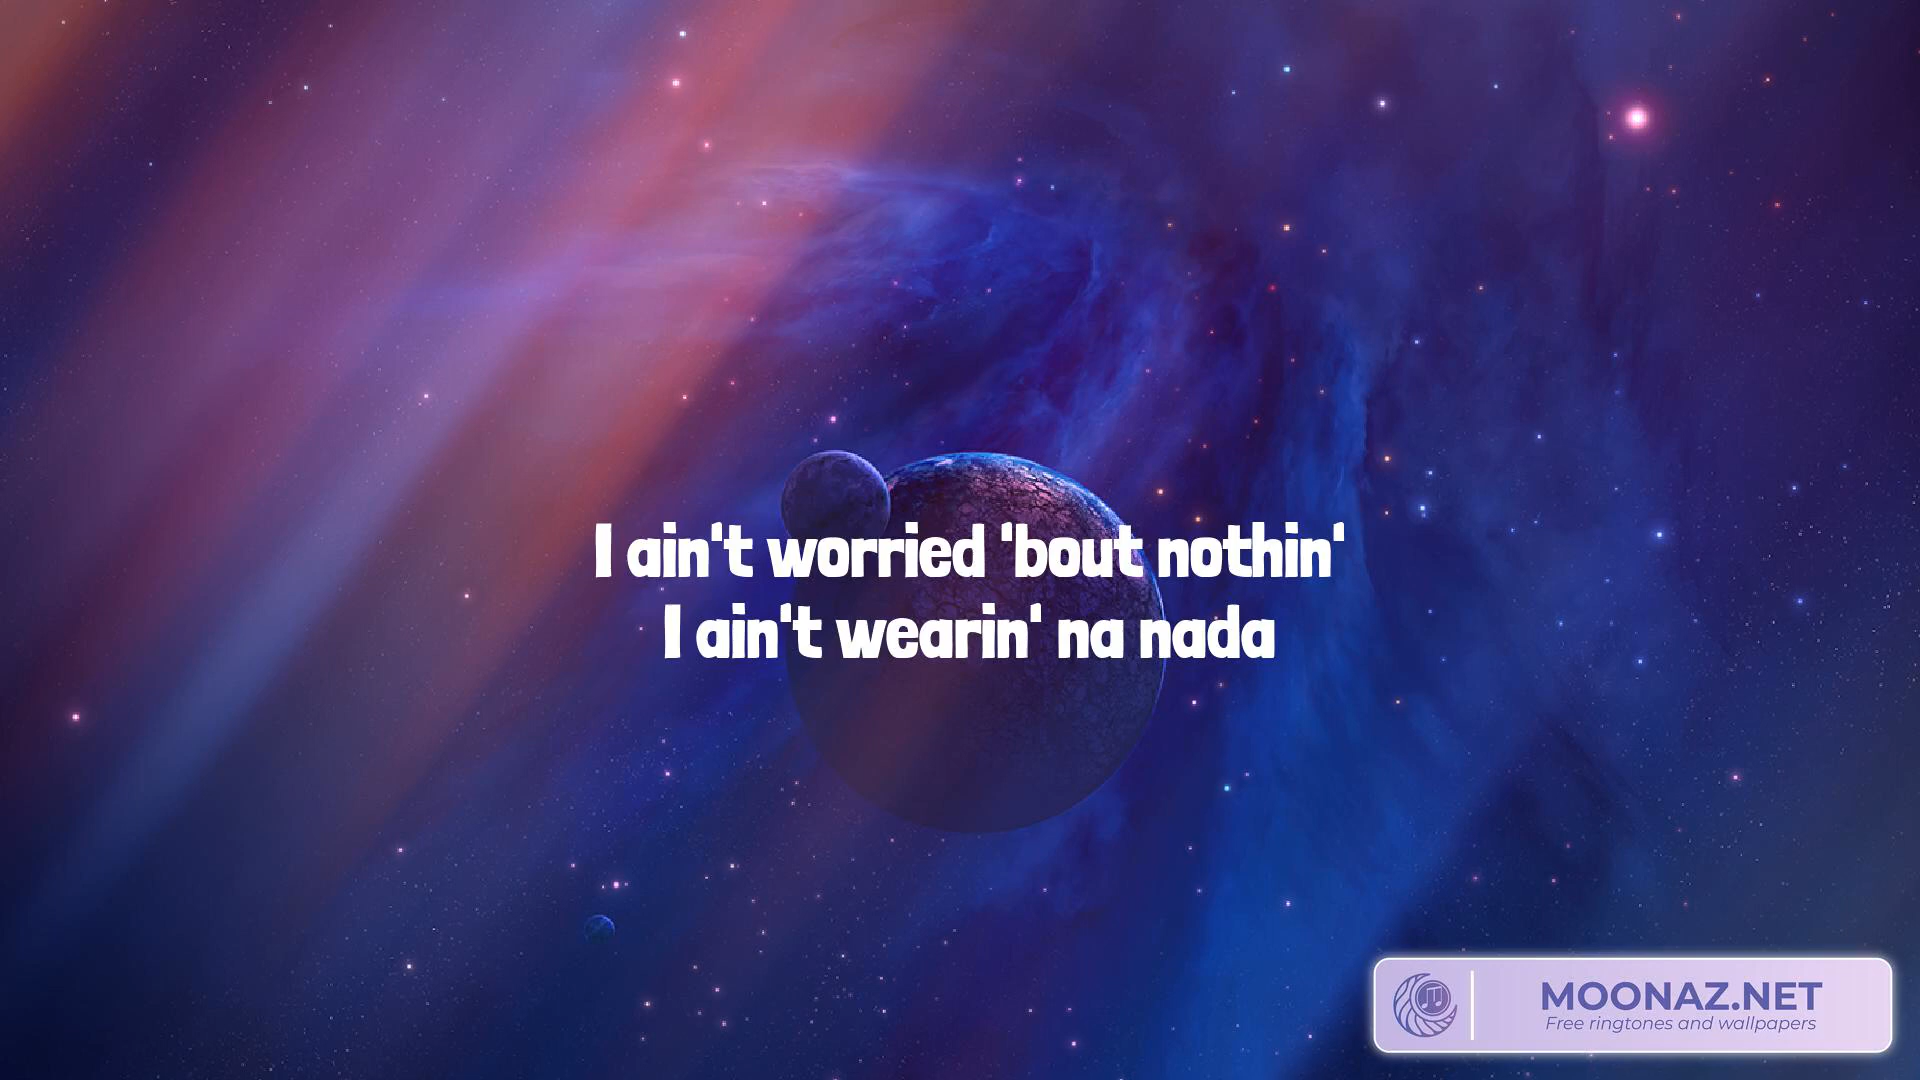 I ain't worried 'bout nothin'
I ain't wearin' na nada
MOONAZ.NET
Free ringtones and wallpapers